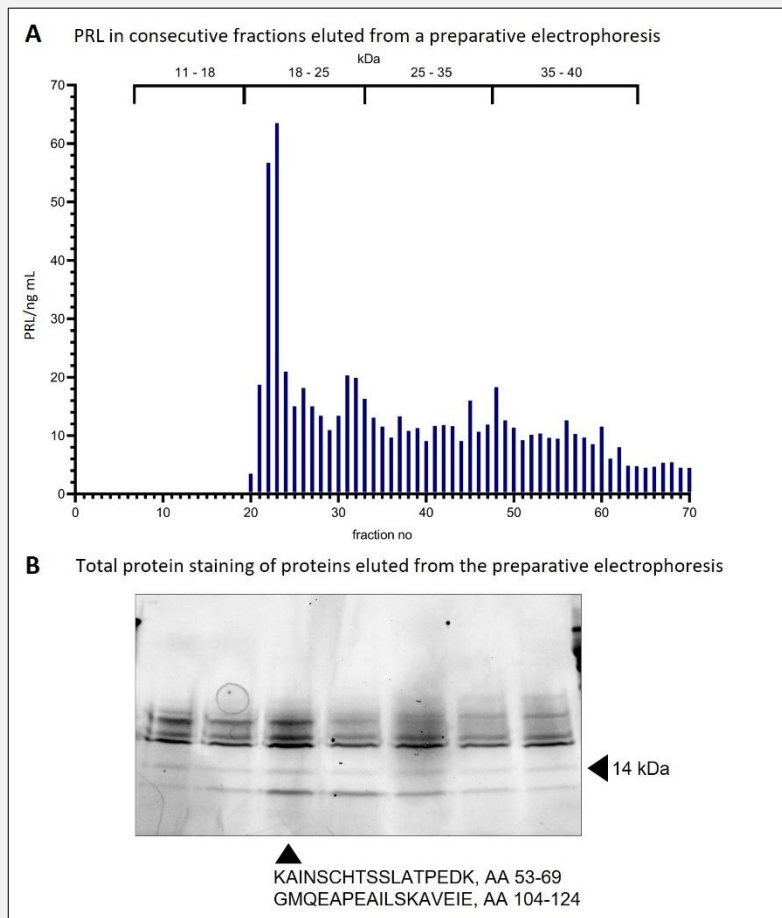 A PRL in consecutive fractions eluted from a preparative electrophoresis
kDa
11 - 18 18 - 25 25 - 35 35 - 40
70
60
50
40
30
20
10
0
PRL/ng mL
0 10 20 30 40 50 60 70
fraction no
B Total protein staining of proteins eluted from the preparative electrophoresis
14 kDa
KAINSCHTSSLATPEDK, AA 53-69
GMQEAPEAILSKAVEIE, AA 104-124